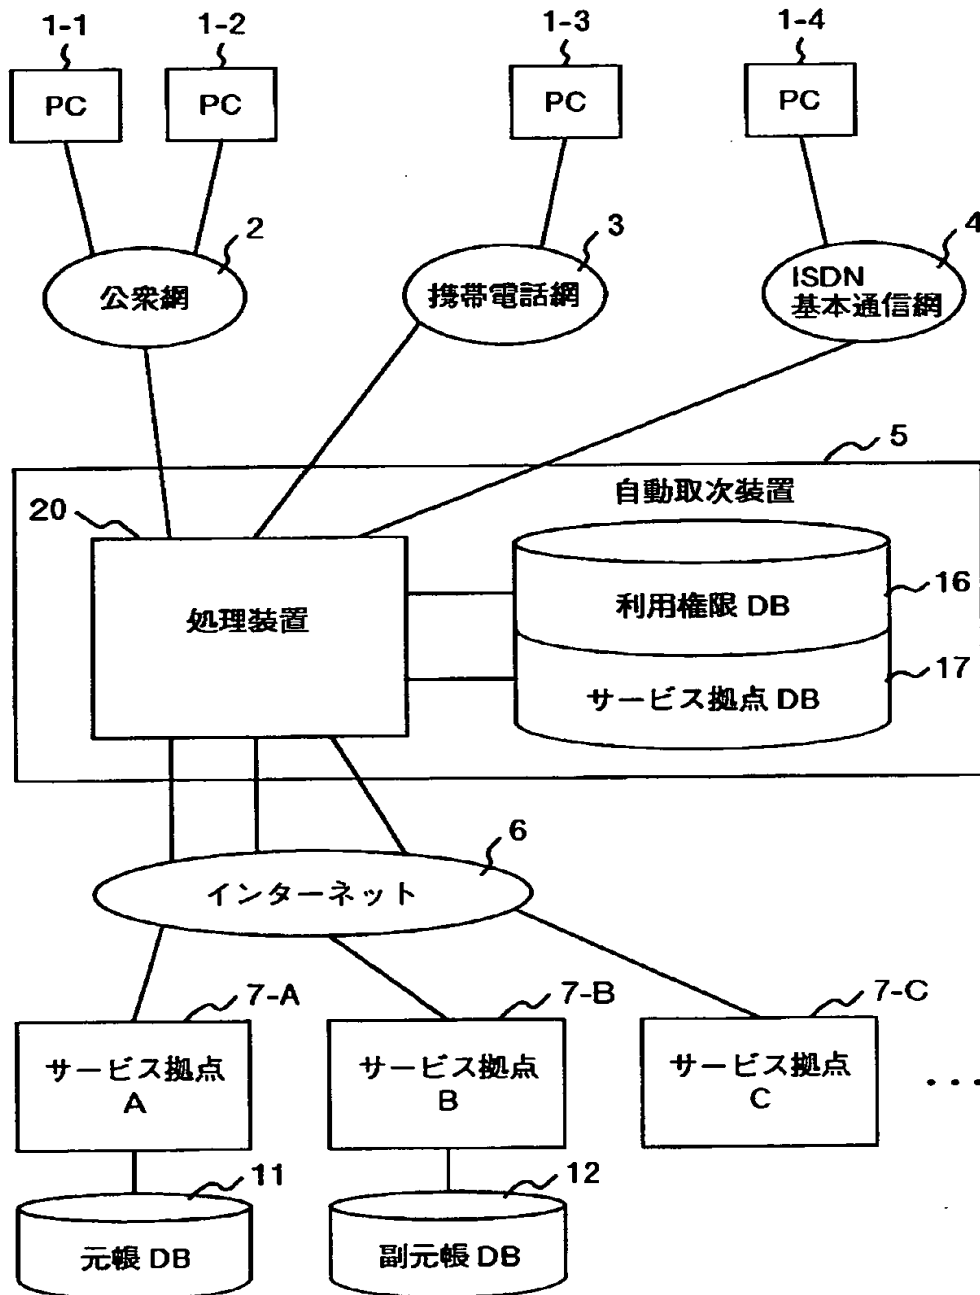 1-1
1-2
1-3
1-4
PC
PC
PC
PC
2
3
4
公衆網
携帯電話網
ISDN
基本通信網
5
自動取次装置
20
処理装置
利用権限 DB
16
サービス拠点 DB
17
6
インターネット
7-A
7-B
7-C
サービス拠点
A
サービス拠点
B
サービス拠点
C
・・・
11
12
元帳 DB
副元帳 DB